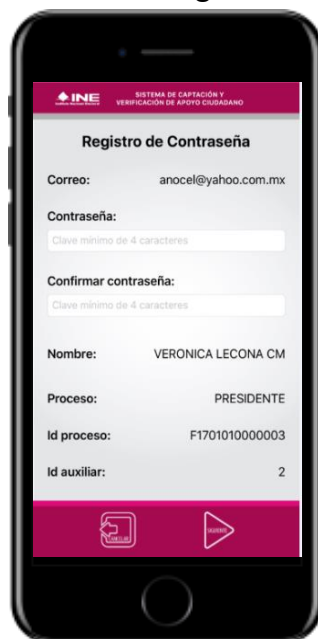 INE
SISTEMA DE CAPTACIÓN Y
VERIFICACIÓN DE APOYO CIUDADANO
Registro de Contraseña
Correo: anocel@yahoo.com.mx
Contraseña:
Clave mínimo de 4 caracteres
Confirmar contraseña:
Clave mínimo de 4 caracteres
Nombre: VERONICA LECONA CM
Proceso: PRESIDENTE
Id proceso: F1701010000003
Id auxiliar: 2
CANCELAR
SIGUIENTE